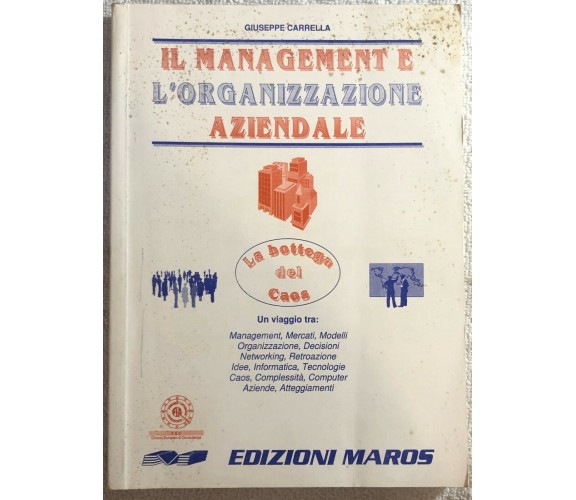 GIUSEPPE CARRELLA
IL MANAGEMENT E
L'ORGANIZZAZIONE
AZIENDALE
La bottega
del
Caos
Un viaggio tra:
Management, Mercati, Modelli
Organizzazione, Decisioni
Networking, Retroazione
Idee, Informatica, Tecnologie
Caos, Complessità, Computer
Aziende, Atteggiamenti
EDIZIONI MAROS